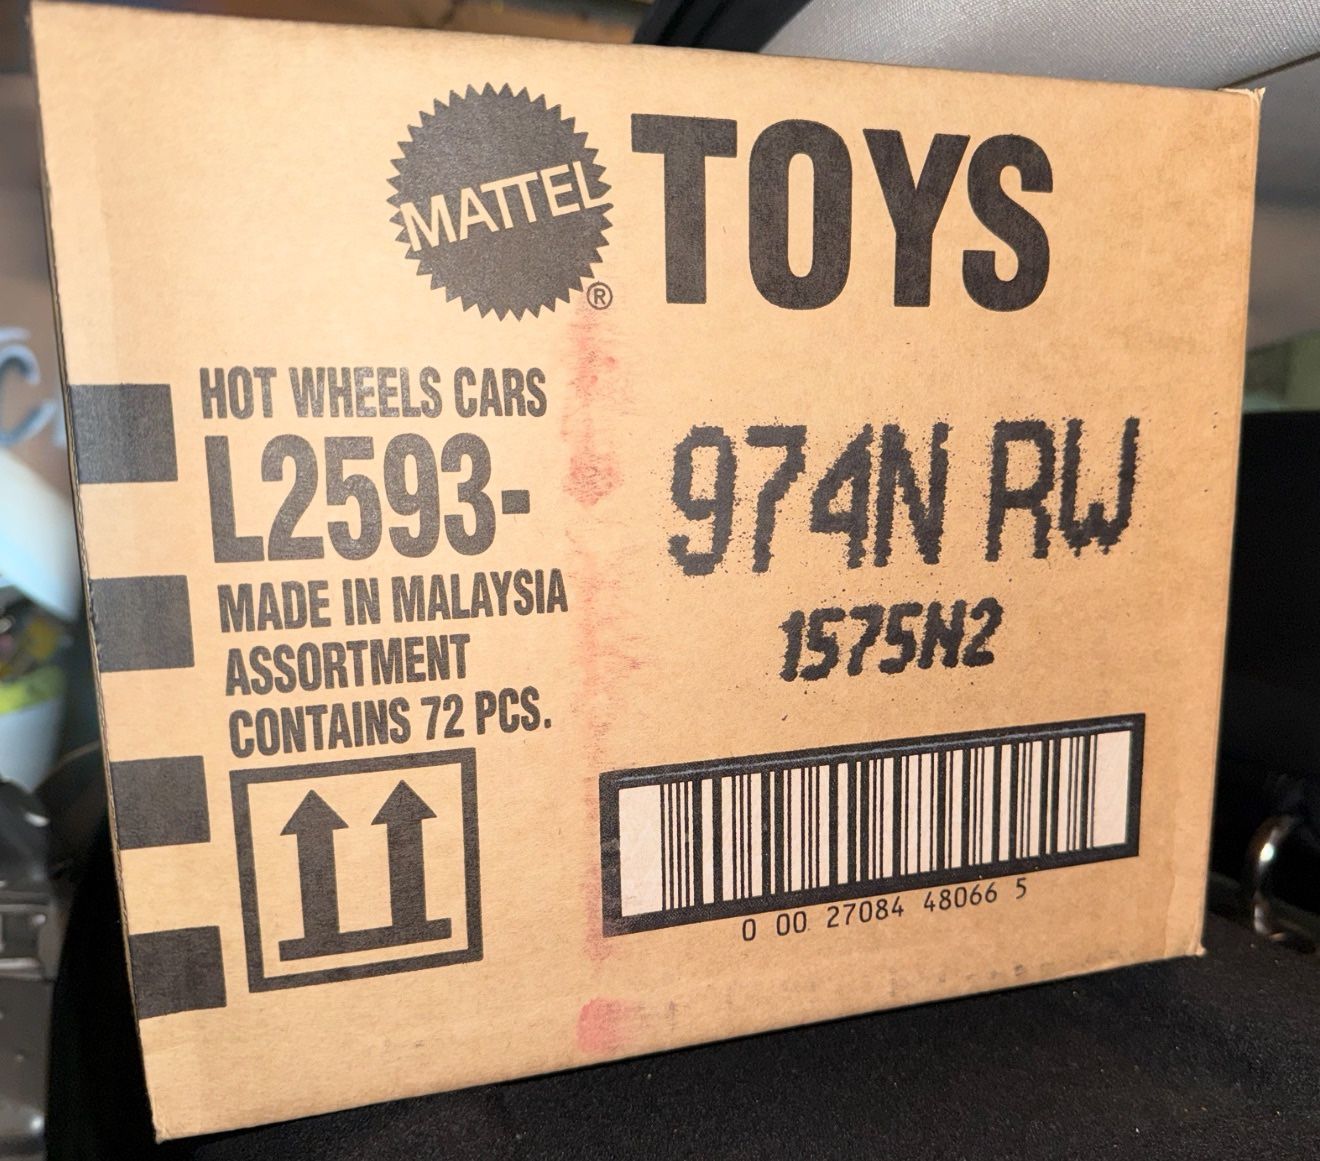 MATTEL® TOYS
HOT WHEELS CARS
L2593-
MADE IN MALAYSIA
ASSORTMENT
CONTAINS 72 PCS.
974N RW
1575N2
0 00 27084 48066 5